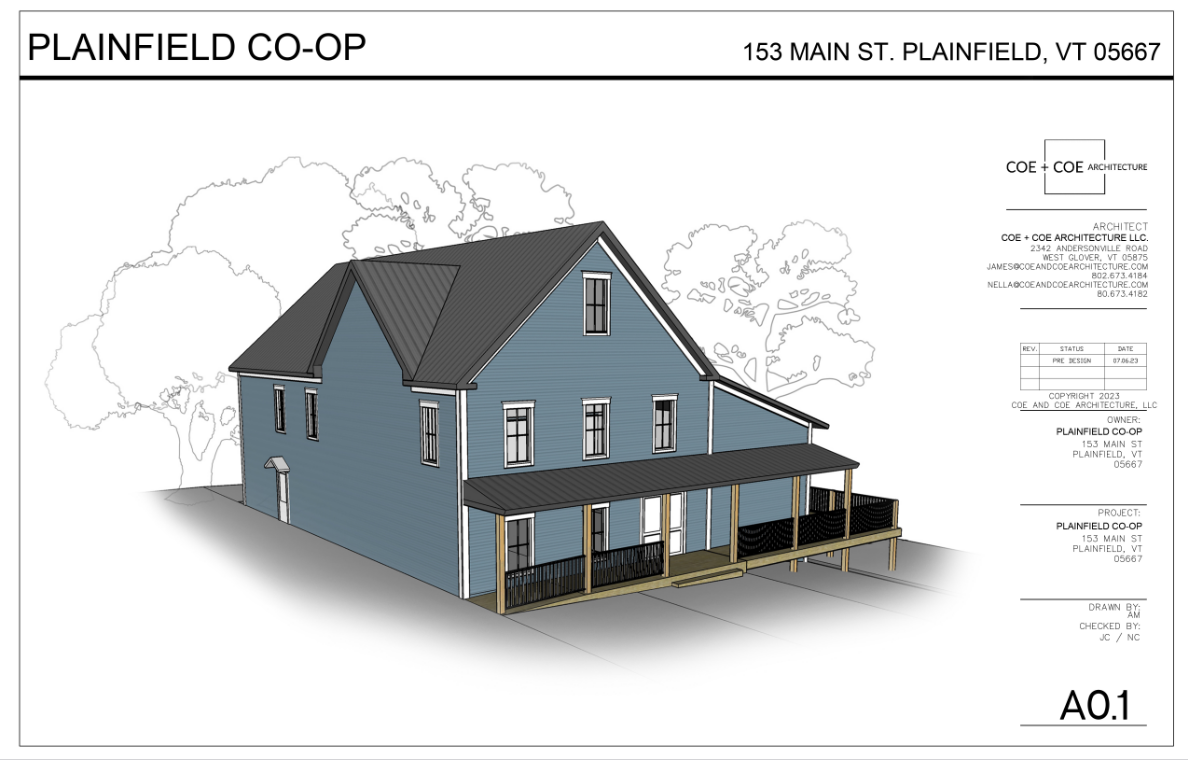 PLAINFIELD CO-OP
153 MAIN ST. PLAINFIELD, VT 05667
COE + COE ARCHITECTURE
ARCHITECT
COE + COE ARCHITECTURE LLC.
2342 ANDERSONVILLE ROAD
WEST GLOVER, VT 05875
JAMES@COEANDCOEARCHITECTURE.COM
802.673.4184
NELLA@COEANDCOEARCHITECTURE.COM
80.673.4182
REV. STATUS DATE
PRE DESIGN 07.06.23
COPYRIGHT 2023
COE AND COE ARCHITECTURE, LLC
OWNER:
PLAINFIELD CO-OP
153 MAIN ST
PLAINFIELD, VT
05667
PROJECT:
PLAINFIELD CO-OP
153 MAIN ST
PLAINFIELD, VT
05667
DRAWN BY:
AM
CHECKED BY:
JC / NC
A0.1